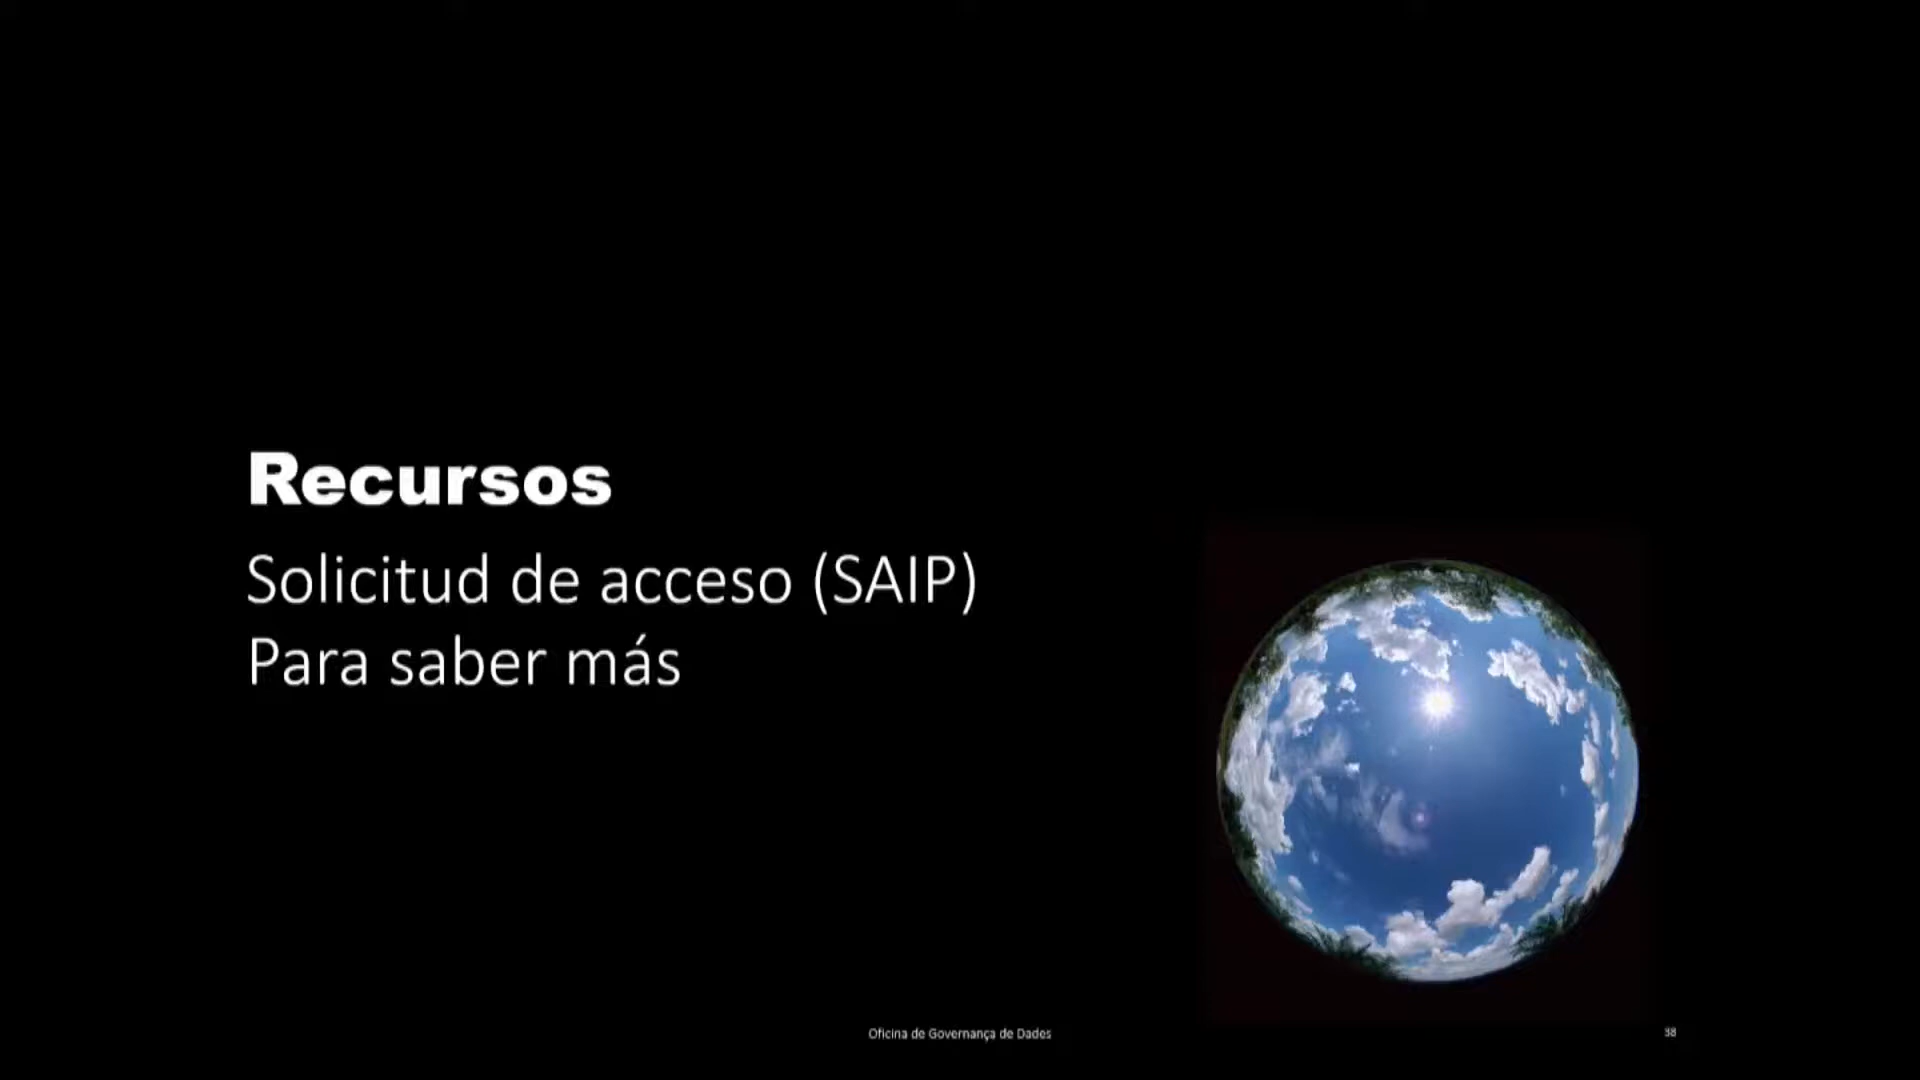 Recursos
Solicitud de acceso (SAIP)
Para saber más
Oficina de Governança de Dades
38